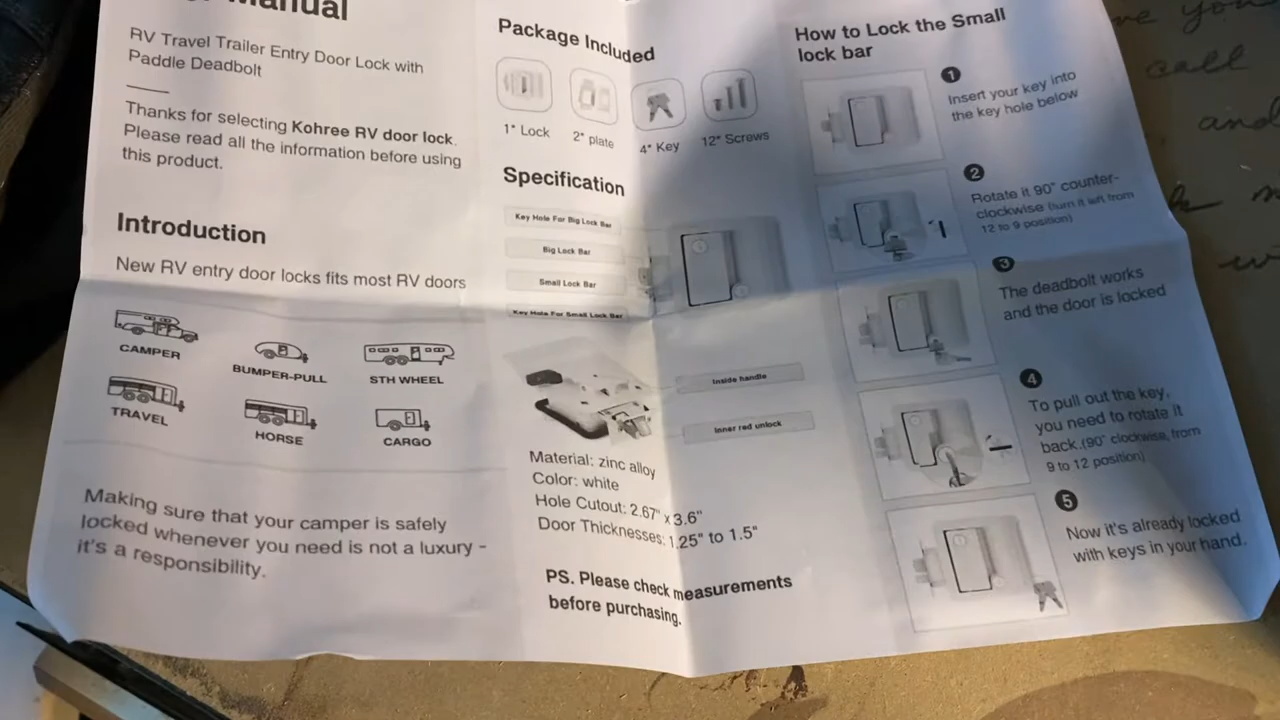 Manual
RV Travel Trailer Entry Door Lock with
Paddle Deadbolt
Thanks for selecting Kohree RV door lock.
Please read all the information before using
this product.
Introduction
New RV entry door locks fits most RV doors
CAMPER
BUMPER-PULL
STH WHEEL
TRAVEL
HORSE
CARGO
Making sure that your camper is safely
locked whenever you need is not a luxury -
it's a responsibility.
Package Included
1* Lock
2* plate
4* Key
12* Screws
Specification
Key Hole For Big Lock Bar
Big Lock Bar
Small Lock Bar
Key Hole For Small Lock Bar
Inside handle
Inner red unlock
Material: zinc alloy
Color: white
Hole Cutout: 2.67" x 3.6"
Door Thicknesses: 1.25" to 1.5"
PS. Please check measurements
before purchasing.
How to Lock the Small
lock bar
1
Insert your key into
the key hole below
2
Rotate it 90° counter-
clockwise (turn it left from
12 to 9 position)
3
The deadbolt works
and the door is locked
4
To pull out the key,
you need to rotate it
back.(90° clockwise, from
9 to 12 position)
5
Now it's already locked
with keys in your hand.
you
call
and